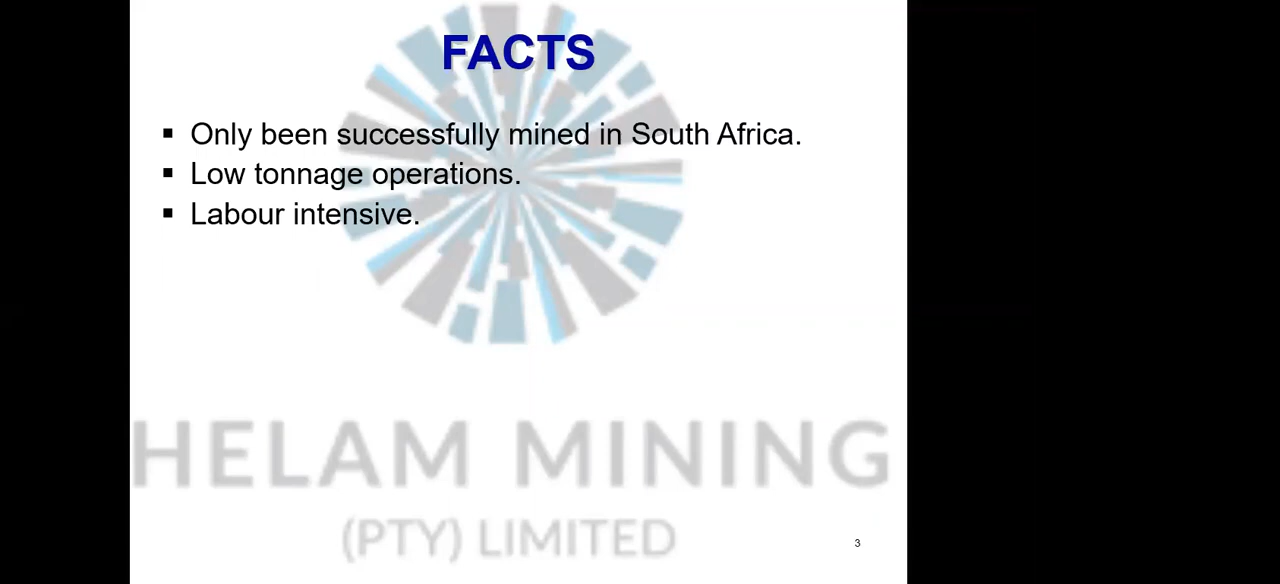 FACTS
▪ Only been successfully mined in South Africa.
▪ Low tonnage operations.
▪ Labour intensive.
HELAM MINING
(PTY) LIMITED
3